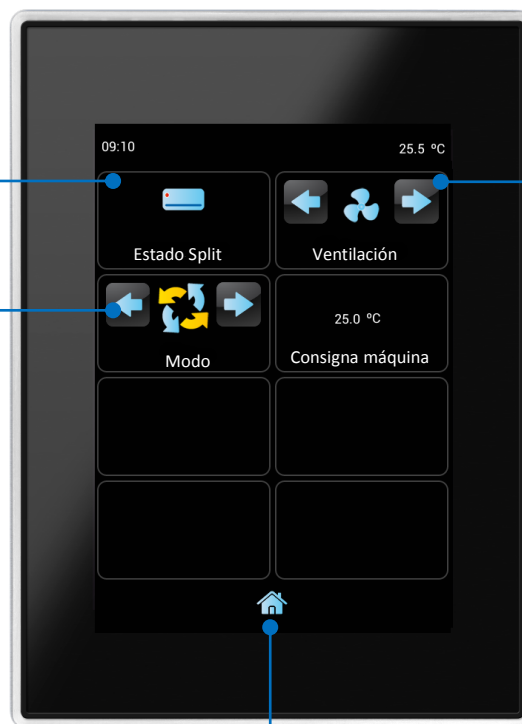 09:10
25.5 ºC
Estado Split
Ventilación
Modo
25.0 ºC
Consigna máquina